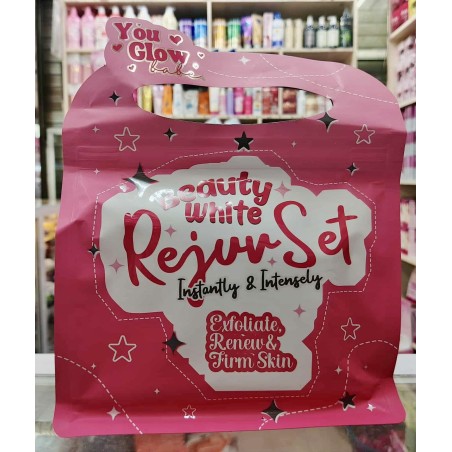 You
Glow
babe
Beauty
White
Rejuv Set
Instantly & Intensely
Exfoliate,
Renew &
Firm Skin